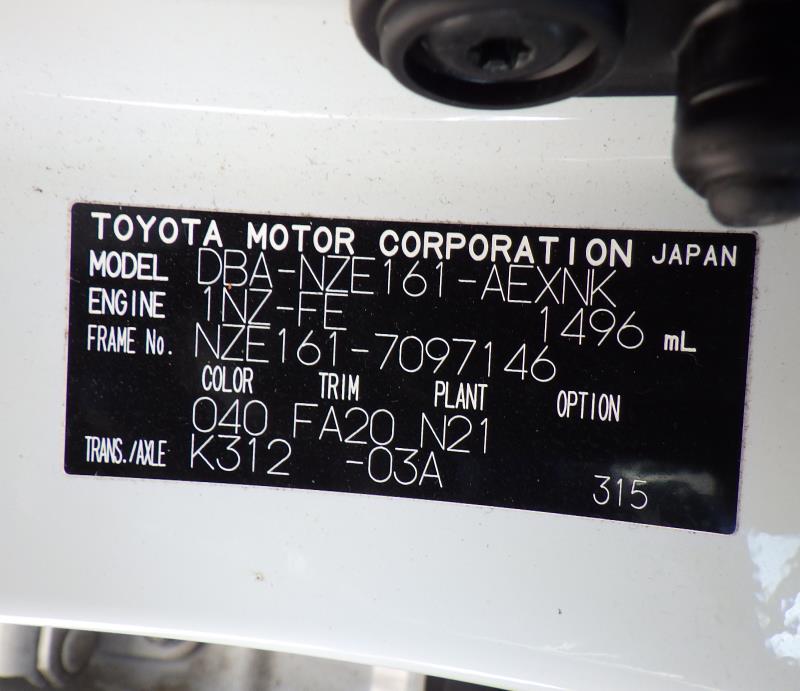 TOYOTA MOTOR CORPORATION JAPAN
MODEL DBA-NZE161-AEXNK
ENGINE 1NZ-FE 1496 mL
FRAME No. NZE161-7097146
COLOR TRIM PLANT OPTION
040 FA20 N21
TRANS./AXLE K312 -03A 315